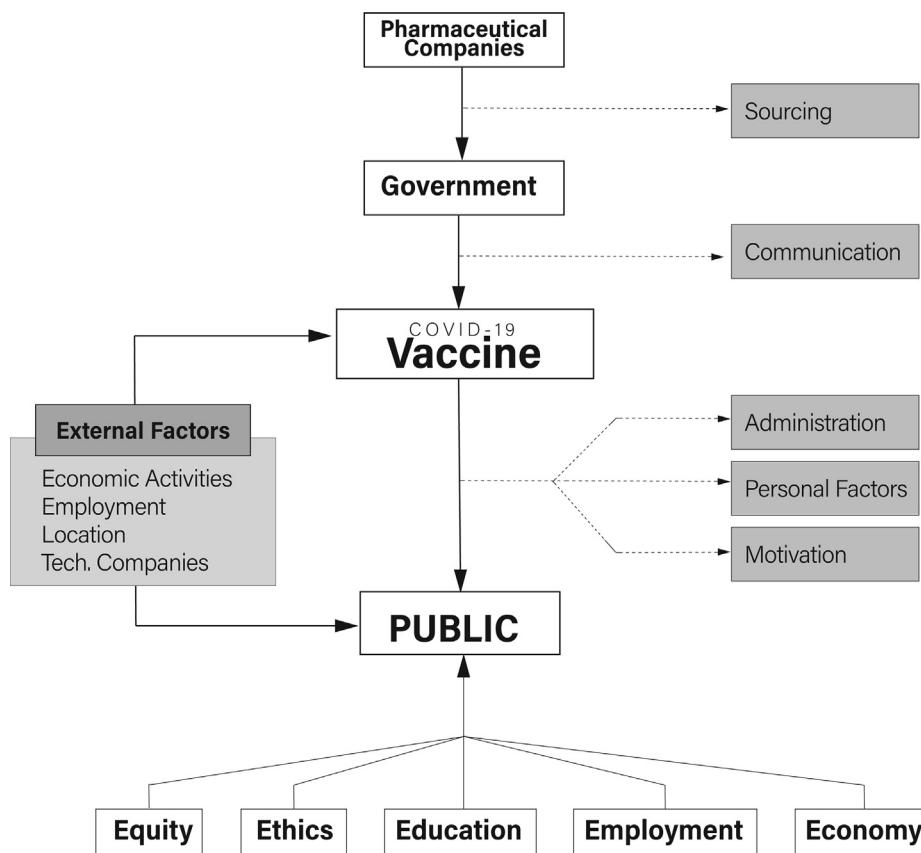 Pharmaceutical
Companies
Sourcing
Government
Communication
COVID-19
Vaccine
External Factors
Economic Activities
Employment
Location
Tech. Companies
Administration
Personal Factors
Motivation
PUBLIC
Equity
Ethics
Education
Employment
Economy